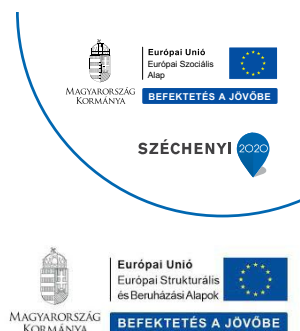 Európai Unió
Európai Szociális
Alap
MAGYARORSZÁG
KORMÁNYA
BEFEKTETÉS A JÖVŐBE
SZÉCHENYI 2020
Európai Unió
Európai Strukturális
és Beruházási Alapok
MAGYARORSZÁG
KORMÁNYA
BEFEKTETÉS A JÖVŐBE